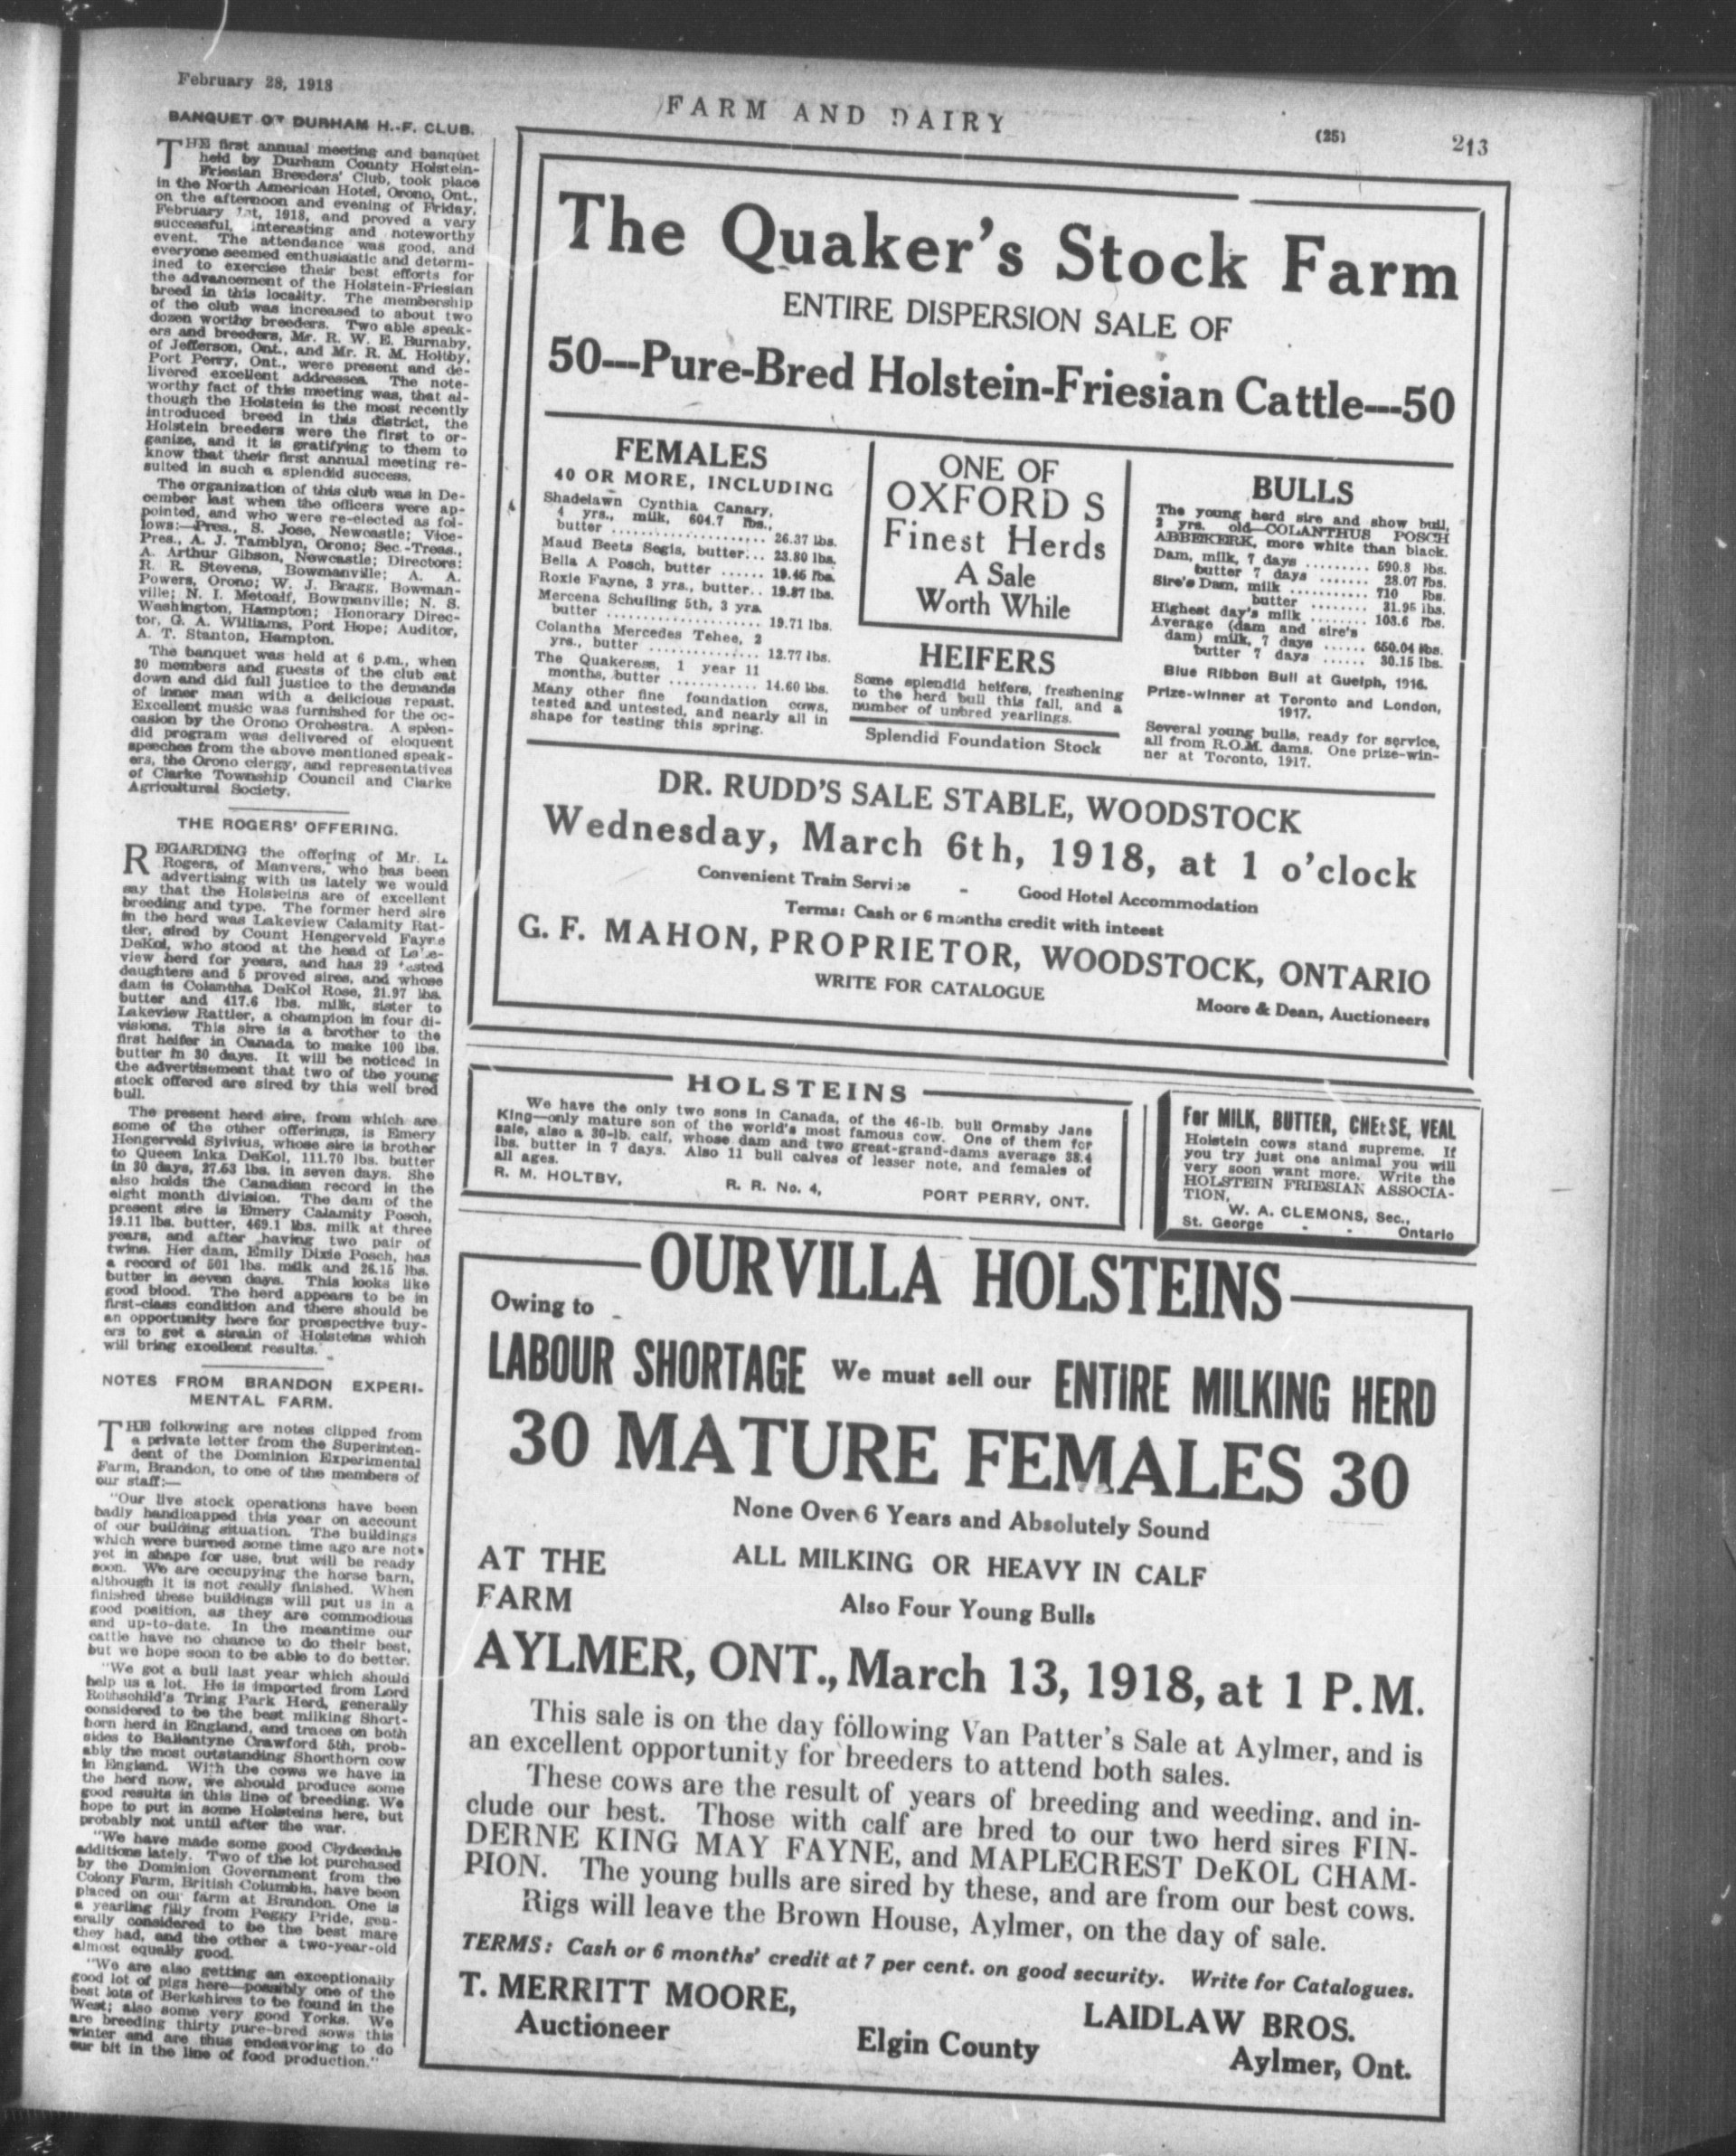 February 28, 1918
FARM AND DAIRY
(25)
213
BANQUET OF DURHAM H.-F. CLUB.
THE first annual meeting and banquet
held by Durham County Holstein-
Friesian Breeders' Club, took place
in the North American Hotel, Orono, Ont.,
on the afternoon and evening of Friday,
February 1st, 1918, and proved a very
successful, interesting and noteworthy
event. The attendance was good, and
everyone seemed enthusiastic and determ-
ined to exercise their best efforts for
the advancement of the Holstein-Friesian
breed in this locality. The membership
of the club was increased to about two
dozen worthy breeders. Two able speak-
ers and breeders, Mr. R. W. E. Burnaby,
of Jefferson, Ont., and Mr. R. M. Holtby,
Port Perry, Ont., were present and de-
livered excellent addresses. The note-
worthy fact of this meeting was, that al-
though the Holstein is the most recently
introduced breed in this district, the
Holstein breeders were the first to or-
ganize, and it is gratifying to them to
know that their first annual meeting re-
sulted in such a splendid success.
The organization of this club was in De-
cember last when the officers were ap-
pointed, and who were re-elected as fol-
lows:—Pres., S. Jose, Newcastle; Vice-
Pres., A. J. Tamblyn, Orono; Sec.-Treas.,
A. Arthur Gibson, Newcastle; Directors:
R. R. Stevens, Bowmanville; A. A.
Powers, Orono; W. J. Bragg, Bowman-
ville; N. I. Metcalf, Bowmanville; N. S.
Washington, Hampton; Honorary Direc-
tor, G. A. Williams, Port Hope; Auditor,
A. T. Stanton, Hampton.
The banquet was held at 6 p.m., when
30 members and guests of the club sat
down and did full justice to the demands
of inner man with a delicious repast.
Excellent music was furnished for the oc-
casion by the Orono Orchestra. A splen-
did program was delivered of eloquent
speeches from the above mentioned speak-
ers, the Orono clergy, and representatives
of Clarke Township Council and Clarke
Agricultural Society.
THE ROGERS' OFFERING.
REGARDING the offering of Mr. L.
Rogers, of Manvers, who has been
advertising with us lately we would
say that the Holsteins are of excellent
breeding and type. The former herd sire
in the herd was Lakeview Calamity Rat-
tler, sired by Count Hengerveld Fayne
DeKol, who stood at the head of Lake-
view herd for years, and has 29 tested
daughters and 5 proved sires, and whose
dam is Colantha DeKol Rose, 21.97 lbs.
butter and 417.6 lbs. milk, sister to
Lakeview Rattler, a champion in four di-
visions. This sire is a brother to the
first heifer in Canada to make 100 lbs.
butter in 30 days. It will be noticed in
the advertisement that two of the young
stock offered are sired by this well bred
bull.
The present herd sire, from which are
some of the other offerings, is Emery
Hengerveld Sylvius, whose sire is brother
to Queen Inka DeKol, 111.70 lbs. butter
in 30 days, 27.53 lbs. in seven days. She
also holds the Canadian record in the
eight month division. The dam of the
present sire is Emery Calamity Posch,
19.11 lbs. butter, 469.1 lbs. milk at three
years, and after having two pair of
twins. Her dam, Emily Dixie Posch, has
a record of 501 lbs. milk and 26.15 lbs.
butter in seven days. This looks like
good blood. The herd appears to be in
first-class condition and there should be
an opportunity here for prospective buy-
ers to get a strain of Holsteins which
will bring excellent results.
NOTES FROM BRANDON EXPERI-
MENTAL FARM.
THE following are notes clipped from
a private letter from the Superinten-
dent of the Dominion Experimental
Farm, Brandon, to one of the members of
our staff:—
"Our live stock operations have been
badly handicapped this year on account
of our building situation. The buildings
which were burned some time ago are not
yet in shape for use, but will be ready
soon. We are occupying the horse barn,
although it is not really finished. When
finished these buildings will put us in a
good position, as they are commodious
and up-to-date. In the meantime our
cattle have no chance to do their best,
but we hope soon to be able to do better.
"We got a bull last year which should
help us a lot. He is imported from Lord
Rothschild's Tring Park Herd, generally
considered to be the best milking Short-
horn herd in England, and traces on both
sides to Ballantyne Crawford 5th, prob-
ably the most outstanding Shorthorn cow
in England. With the cows we have in
the herd now, we should produce some
good results in this line of breeding. We
hope to put in some Holsteins here, but
probably not until after the war.
"We have made some good Clydesdale
additions lately. Two of the lot purchased
by the Dominion Government from the
Colony Farm, British Columbia, have been
placed on our farm at Brandon. One is
a yearling filly from Peggy Pride, gen-
erally considered to be the best mare
they had, and the other a two-year-old
almost equally good.
"We are also getting an exceptionally
good lot of pigs here—possibly one of the
best lots of Berkshires to be found in the
West; also some very good Yorks. We
are breeding thirty pure-bred sows this
winter and are thus endeavoring to do
our bit in the line of food production."
The Quaker's Stock Farm
ENTIRE DISPERSION SALE OF
50---Pure-Bred Holstein-Friesian Cattle---50
FEMALES
40 OR MORE, INCLUDING
Shadelawn Cynthia Canary,
4 yrs., milk, 604.7 lbs.,
butter .................... 26.37 lbs.
Maud Beets Segis, butter... 23.80 lbs.
Bella A Posch, butter ...... 19.46 lbs.
Roxie Fayne, 3 yrs., butter.. 19.87 lbs.
Mercena Schuiling 5th, 3 yrs.
butter .................... 19.71 lbs.
Colantha Mercedes Tehee, 2
yrs., butter ............... 12.77 lbs.
The Quakeress, 1 year 11
months, butter ............ 14.60 lbs.
Many other fine foundation cows,
tested and untested, and nearly all in
shape for testing this spring.
ONE OF
OXFORD S
Finest Herds
A Sale
Worth While
HEIFERS
Some splendid heifers, freshening
to the herd bull this fall, and a
number of unbred yearlings.
Splendid Foundation Stock
BULLS
The young herd sire and show bull,
2 yrs. old—COLANTHUS POSCH
ABBEKERK, more white than black.
Dam, milk, 7 days ......... 590.8 lbs.
butter 7 days ....... 28.07 lbs.
Sire's Dam, milk ........... 710 lbs.
butter ........ 31.95 lbs.
Highest day's milk ........ 103.6 lbs.
Average (dam and sire's
dam) milk, 7 days ...... 650.04 lbs.
butter 7 days ...... 30.15 lbs.
Blue Ribbon Bull at Guelph, 1916.
Prize-winner at Toronto and London,
1917.
Several young bulls, ready for service,
all from R.O.M. dams. One prize-win-
ner at Toronto, 1917.
DR. RUDD'S SALE STABLE, WOODSTOCK
Wednesday, March 6th, 1918, at 1 o'clock
Convenient Train Service - Good Hotel Accommodation
Terms: Cash or 6 months credit with inteest
G. F. MAHON, PROPRIETOR, WOODSTOCK, ONTARIO
WRITE FOR CATALOGUE
Moore & Dean, Auctioneers
HOLSTEINS
We have the only two sons in Canada, of the 46-lb. bull Ormsby Jane
King—only mature son of the world's most famous cow. One of them for
sale, also a 30-lb. calf, whose dam and two great-grand-dams average 38.4
lbs. butter in 7 days. Also 11 bull calves of lesser note, and females of
all ages.
R. M. HOLTBY, R. R. No. 4, PORT PERRY, ONT.
For MILK, BUTTER, CHEESE, VEAL
Holstein cows stand supreme. If
you try just one animal you will
very soon want more. Write the
HOLSTEIN FRIESIAN ASSOCIA-
TION,
W. A. CLEMONS, Sec.,
St. George - - Ontario
OURVILLA HOLSTEINS
Owing to
LABOUR SHORTAGE We must sell our ENTIRE MILKING HERD
30 MATURE FEMALES 30
None Over 6 Years and Absolutely Sound
AT THE
FARM
ALL MILKING OR HEAVY IN CALF
Also Four Young Bulls
AYLMER, ONT., March 13, 1918, at 1 P.M.
This sale is on the day following Van Patter's Sale at Aylmer, and is
an excellent opportunity for breeders to attend both sales.
These cows are the result of years of breeding and weeding, and in-
clude our best. Those with calf are bred to our two herd sires FIN-
DERNE KING MAY FAYNE, and MAPLECREST DeKOL CHAM-
PION. The young bulls are sired by these, and are from our best cows.
Rigs will leave the Brown House, Aylmer, on the day of sale.
TERMS: Cash or 6 months' credit at 7 per cent. on good security. Write for Catalogues.
T. MERRITT MOORE,
Auctioneer
Elgin County
LAIDLAW BROS.
Aylmer, Ont.